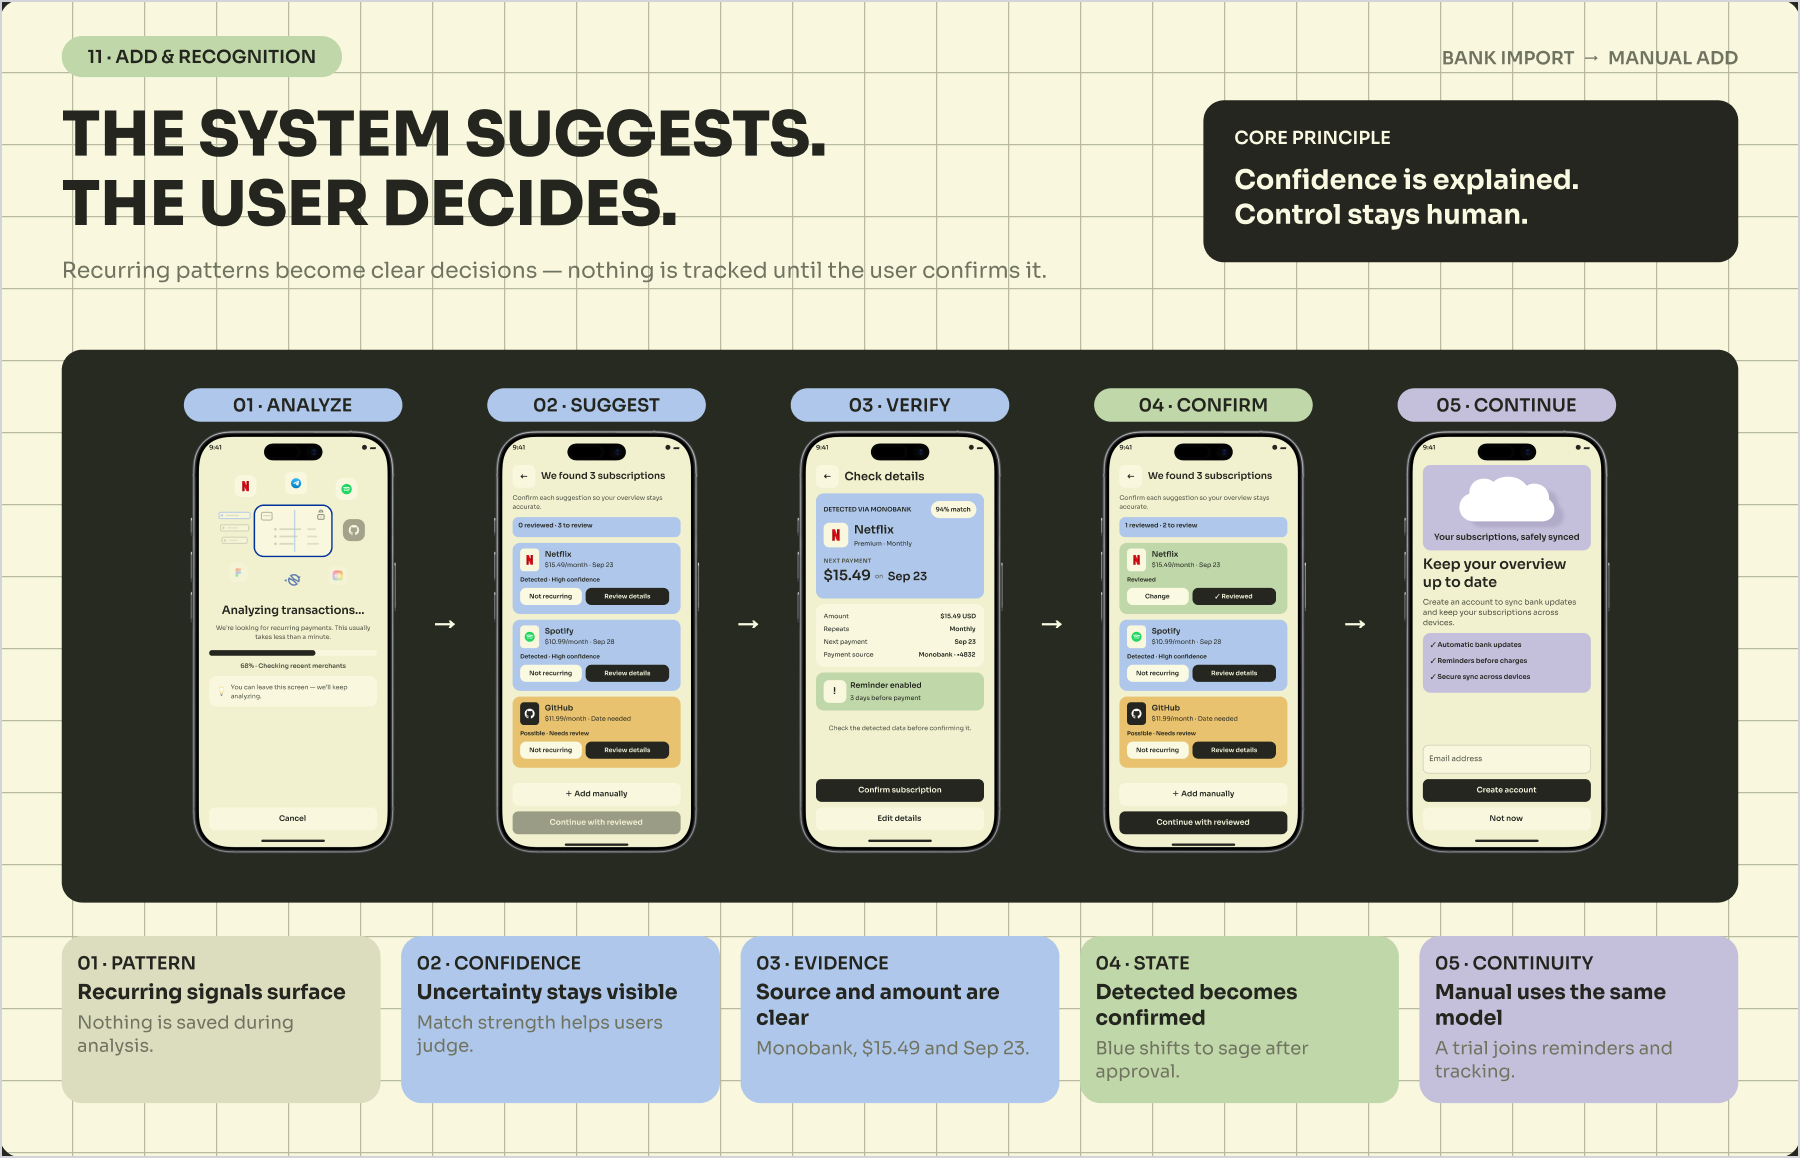 11 · ADD & RECOGNITION
BANK IMPORT → MANUAL ADD
THE SYSTEM SUGGESTS.
THE USER DECIDES.
Recurring patterns become clear decisions — nothing is tracked until the user confirms it.
CORE PRINCIPLE
Confidence is explained.
Control stays human.
01 · ANALYZE
9:41
Analyzing transactions...
We're looking for recurring payments. This usually
takes less than a minute.
68% · Checking recent merchants
You can leave this screen — we'll keep
analyzing.
Cancel
→
02 · SUGGEST
9:41
← We found 3 subscriptions
Confirm each suggestion so your overview stays
accurate.
0 reviewed · 3 to review
Netflix
$15.49/month · Sep 23
Detected · High confidence
Not recurring Review details
Spotify
$10.99/month · Sep 28
Detected · High confidence
Not recurring Review details
GitHub
$11.99/month · Date needed
Possible · Needs review
Not recurring Review details
+ Add manually
Continue with reviewed
→
03 · VERIFY
9:41
← Check details
DETECTED VIA MONOBANK 94% match
Netflix
Premium · Monthly
NEXT PAYMENT
$15.49 on Sep 23
Amount $15.49 USD
Repeats Monthly
Next payment Sep 23
Payment source Monobank · •4832
! Reminder enabled
3 days before payment
Check the detected data before confirming it.
Confirm subscription
Edit details
→
04 · CONFIRM
9:41
← We found 3 subscriptions
Confirm each suggestion so your overview stays
accurate.
1 reviewed · 2 to review
Netflix
$15.49/month · Sep 23
Reviewed
Change ✓ Reviewed
Spotify
$10.99/month · Sep 28
Detected · High confidence
Not recurring Review details
GitHub
$11.99/month · Date needed
Possible · Needs review
Not recurring Review details
+ Add manually
Continue with reviewed
→
05 · CONTINUE
9:41
Your subscriptions, safely synced
Keep your overview
up to date
Create an account to sync bank updates
and keep your subscriptions across
devices.
✓ Automatic bank updates
✓ Reminders before charges
✓ Secure sync across devices
Email address
Create account
Not now
01 · PATTERN
Recurring signals surface
Nothing is saved during
analysis.
02 · CONFIDENCE
Uncertainty stays visible
Match strength helps users
judge.
03 · EVIDENCE
Source and amount are
clear
Monobank, $15.49 and Sep 23.
04 · STATE
Detected becomes
confirmed
Blue shifts to sage after
approval.
05 · CONTINUITY
Manual uses the same
model
A trial joins reminders and
tracking.